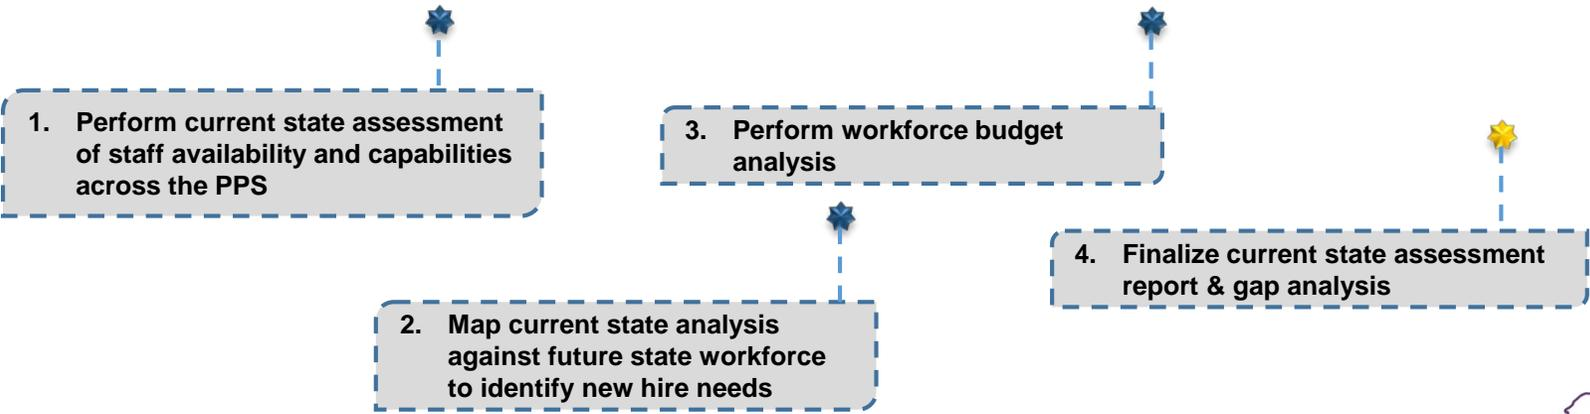 1. Perform current state assessment
of staff availability and capabilities
across the PPS
2. Map current state analysis
against future state workforce
to identify new hire needs
3. Perform workforce budget
analysis
4. Finalize current state assessment
report & gap analysis